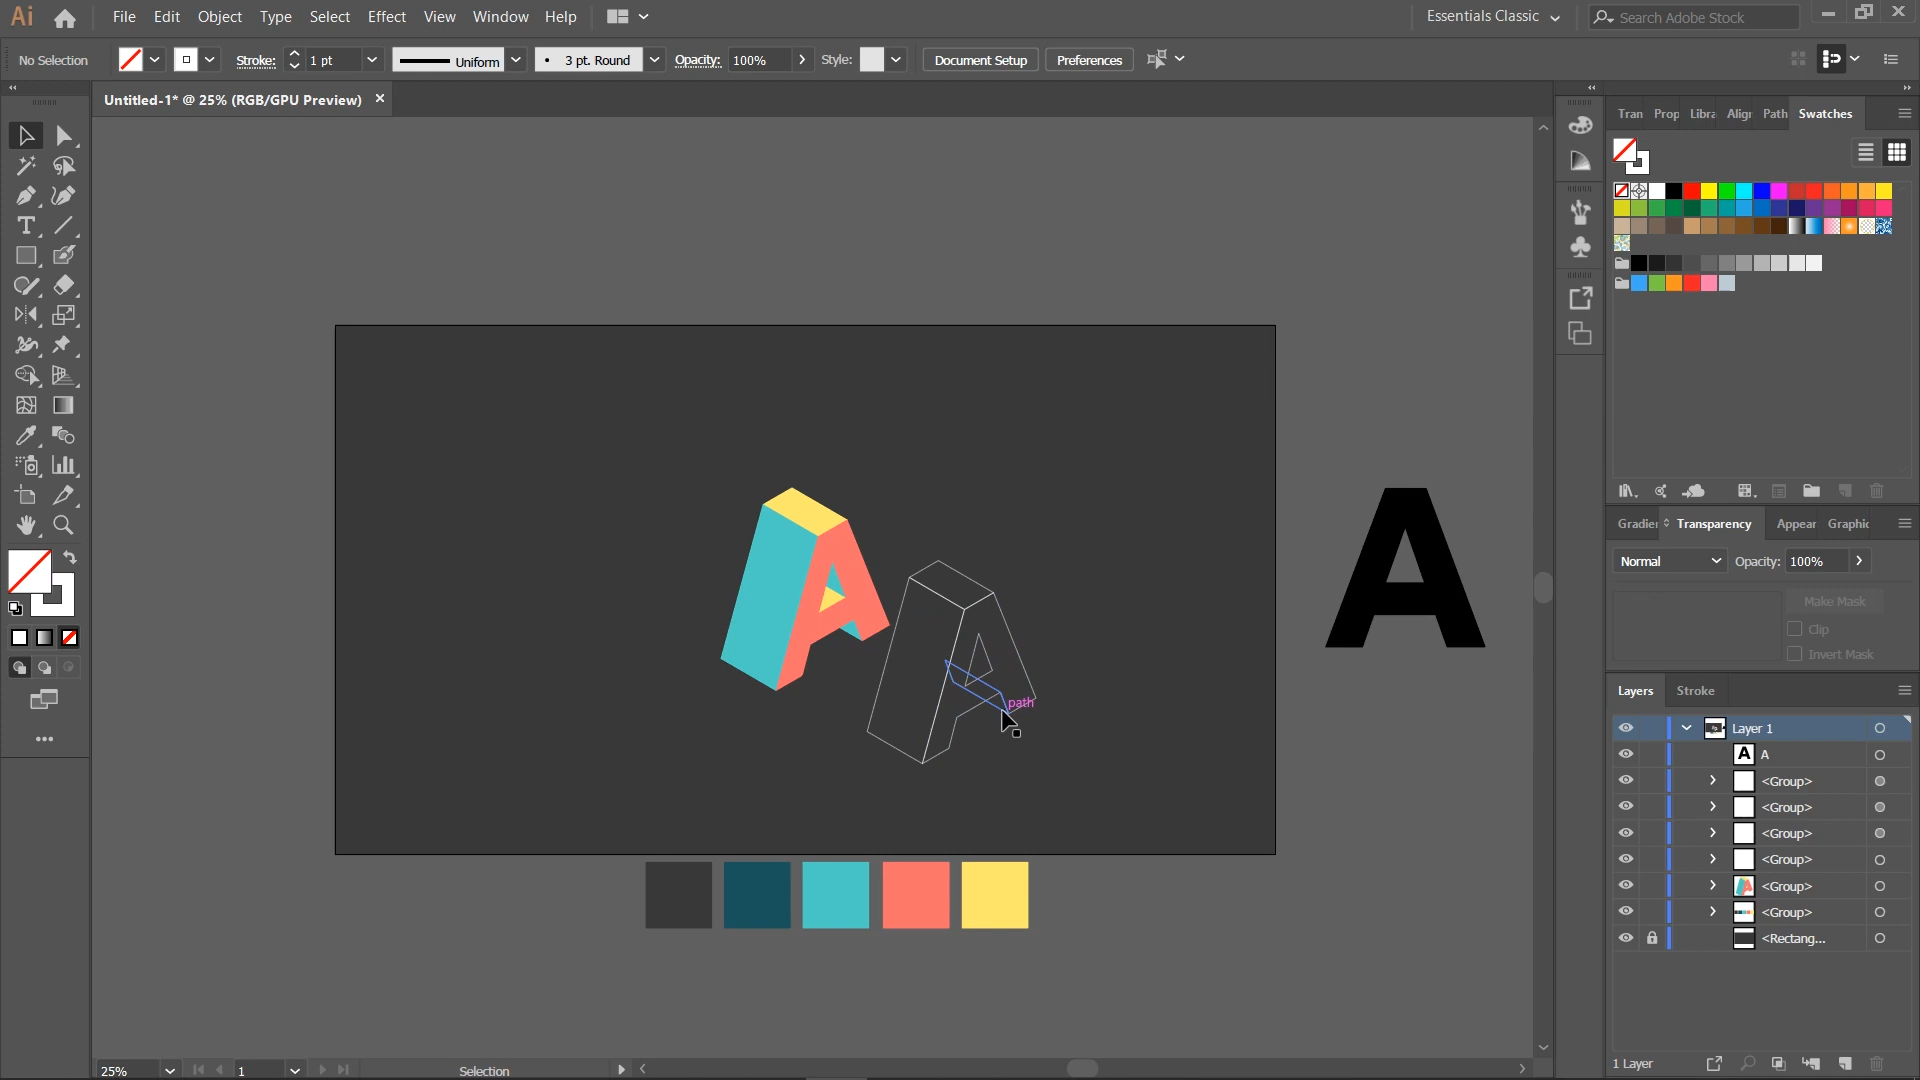 Ai File Edit Object Type Select Effect View Window Help Essentials Classic Search Adobe Stock
No Selection Stroke: 1 pt Uniform 3 pt. Round Opacity: 100% Style: Document Setup Preferences
Untitled-1* @ 25% (RGB/GPU Preview)
Tran Prop Libra Align Path Swatches
Gradier Transparency Appear Graphic
Normal Opacity: 100%
Make Mask
Clip
Invert Mask
A
A
path
Layers Stroke
Layer 1
A A
<Group>
<Group>
<Group>
<Group>
<Group>
<Group>
<Rectang...
1 Layer
25% 1 Selection